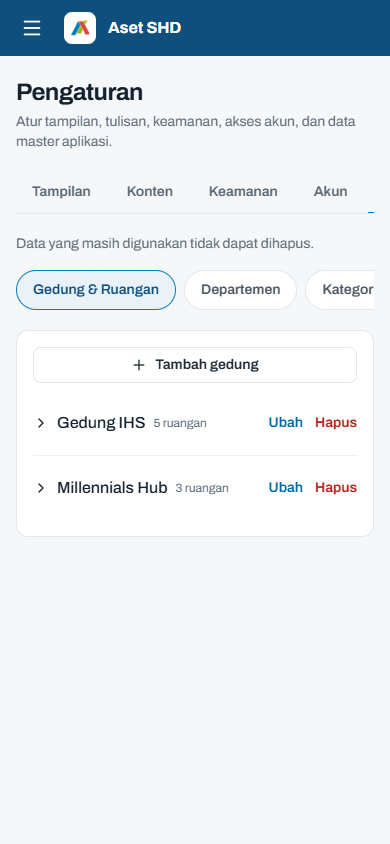 Aset SHD
Pengaturan
Atur tampilan, tulisan, keamanan, akses akun, dan data
master aplikasi.
Tampilan Konten Keamanan Akun
Data yang masih digunakan tidak dapat dihapus.
Gedung & Ruangan Departemen Kategor
Tambah gedung
Gedung IHS 5 ruangan Ubah Hapus
Millennials Hub 3 ruangan Ubah Hapus